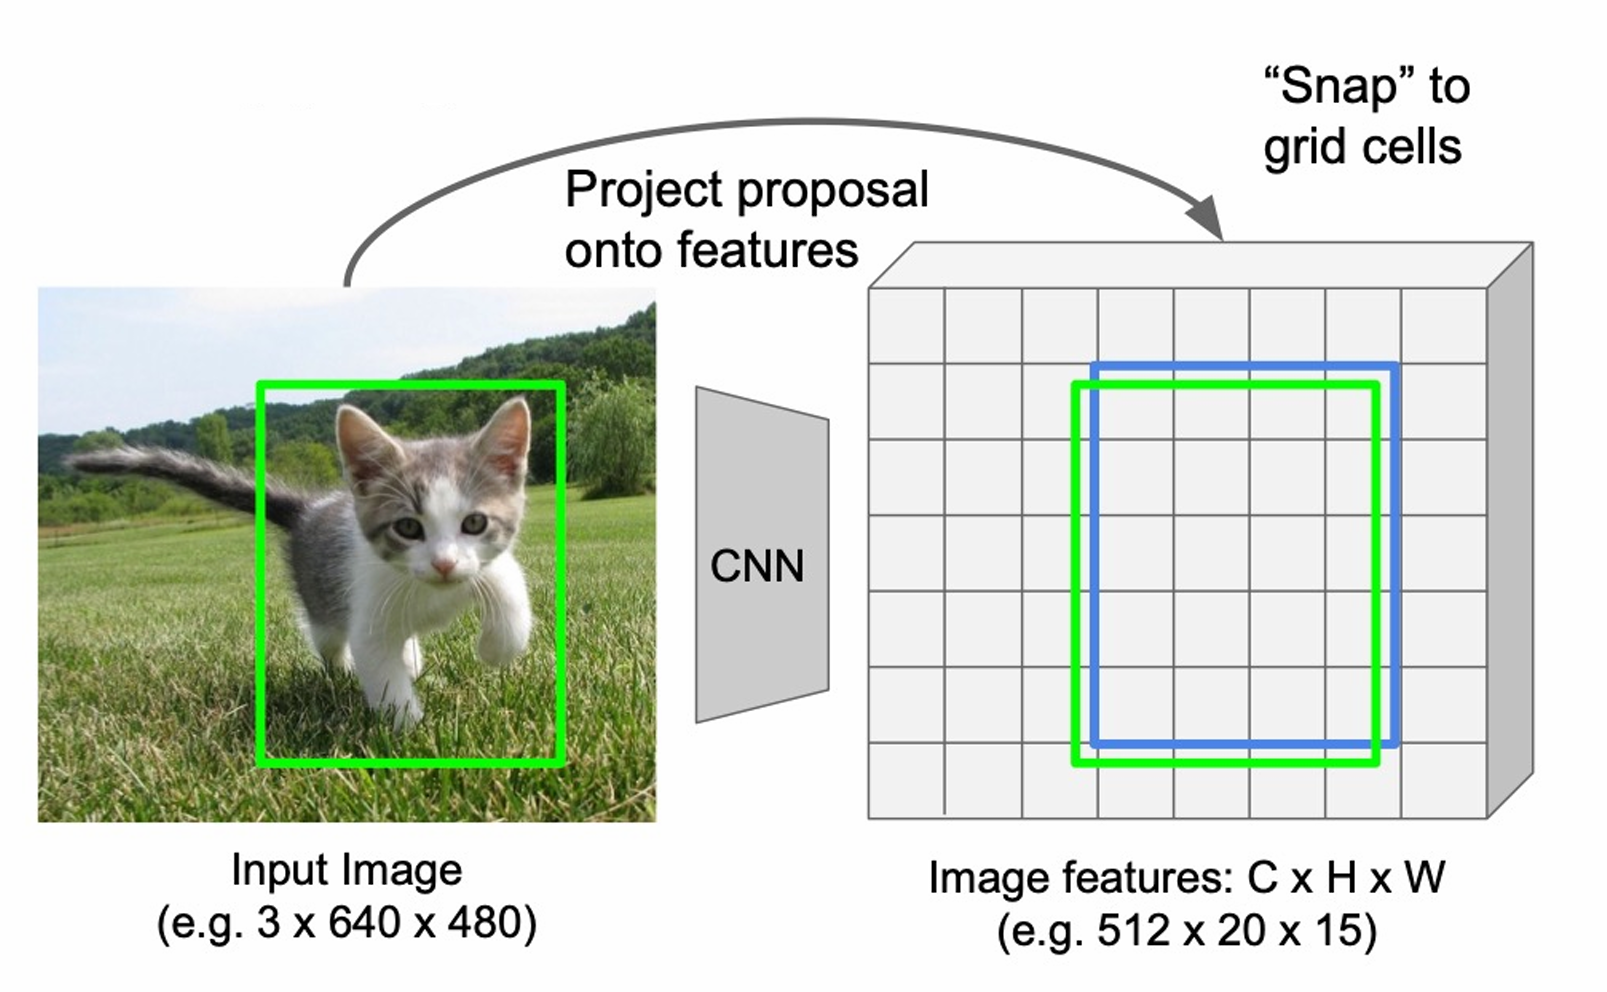 “Snap” to
grid cells
Project proposal
onto features
CNN
Input Image
(e.g. 3 x 640 x 480)
Image features: C x H x W
(e.g. 512 x 20 x 15)